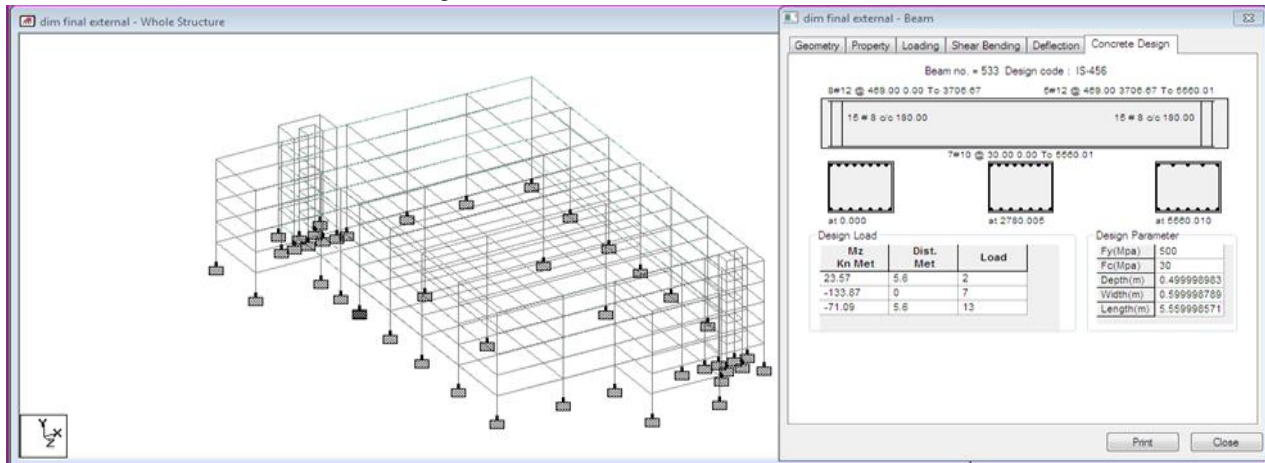 dim final external - Whole Structure
Y
X
Z
dim final external - Beam
Geometry Property Loading Shear Bending Deflection Concrete Design
Beam no. = 533 Design code : IS-456
8#12 @ 469.00 0.00 To 3706.67 6#12 @ 469.00 3706.67 To 5560.01
15 # 8 c/c 180.00 15 # 8 c/c 180.00
7#10 @ 30.00 0.00 To 5560.01
at 0.000 at 2780.005 at 5560.010
Design Load
Mz Dist. Load
Kn Met Met
23.57 5.6 2
-133.87 0 7
-71.09 5.6 13
Design Parameter
Fy(Mpa) 500
Fc(Mpa) 30
Depth(m) 0.499998983
Width(m) 0.599998789
Length(m) 5.559998571
Print Close